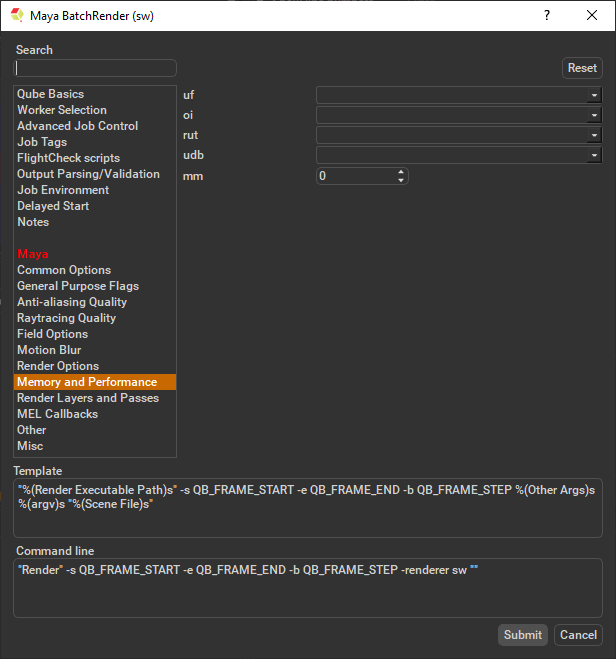 Maya BatchRender (sw)
Search
Reset
Qube Basics
Worker Selection
Advanced Job Control
Job Tags
FlightCheck scripts
Output Parsing/Validation
Job Environment
Delayed Start
Notes
Maya
Common Options
General Purpose Flags
Anti-aliasing Quality
Raytracing Quality
Field Options
Motion Blur
Render Options
Memory and Performance
Render Layers and Passes
MEL Callbacks
Other
Misc
uf
oi
rut
udb
mm 0
Template
"%(Render Executable Path)s" -s QB_FRAME_START -e QB_FRAME_END -b QB_FRAME_STEP %(Other Args)s
%(argv)s "%(Scene File)s"
Command line
"Render" -s QB_FRAME_START -e QB_FRAME_END -b QB_FRAME_STEP -renderer sw ""
Submit Cancel